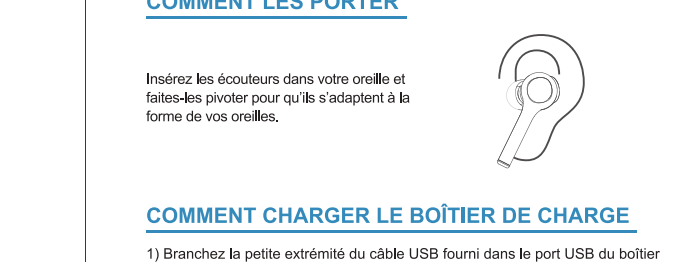 COMMENT LES PORTER
Insérez les écouteurs dans votre oreille et
faites-les pivoter pour qu'ils s'adaptent à la
forme de vos oreilles.
COMMENT CHARGER LE BOÎTIER DE CHARGE
1) Branchez la petite extrémité du câble USB fourni dans le port USB du boîtier